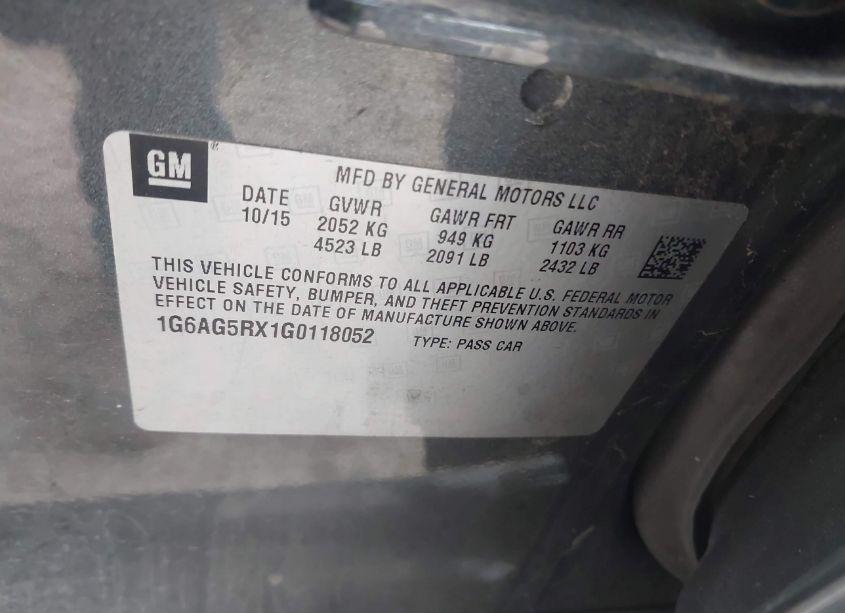 GM ®
MFD BY GENERAL MOTORS LLC
DATE GVWR GAWR FRT GAWR RR
10/15 2052 KG 949 KG 1103 KG
4523 LB 2091 LB 2432 LB
THIS VEHICLE CONFORMS TO ALL APPLICABLE U.S. FEDERAL MOTOR
VEHICLE SAFETY, BUMPER, AND THEFT PREVENTION STANDARDS IN
EFFECT ON THE DATE OF MANUFACTURE SHOWN ABOVE.
1G6AG5RX1G0118052 TYPE: PASS CAR